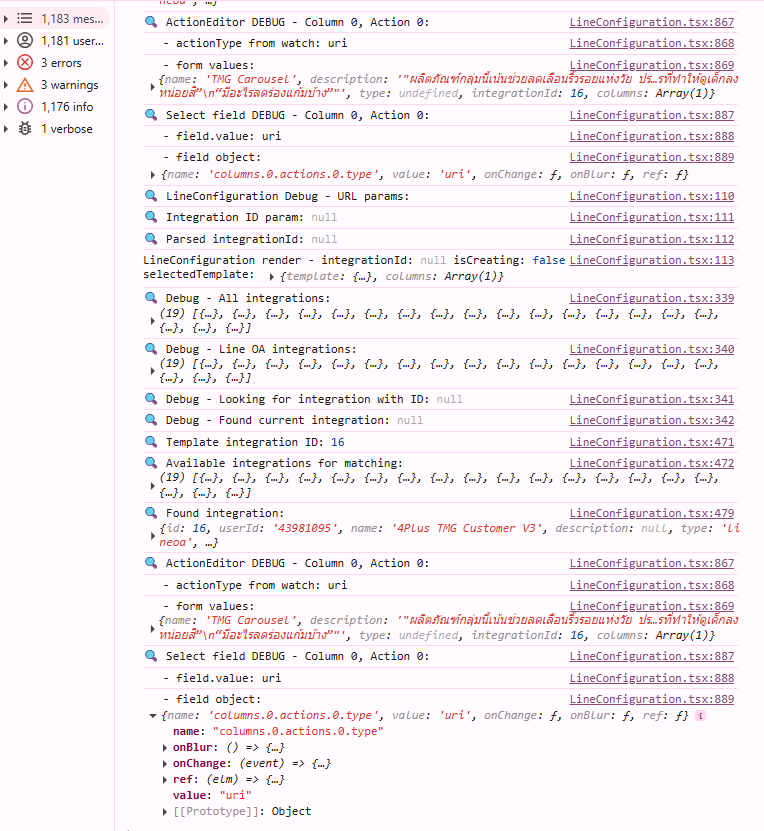 1,183 mes...
1,181 user...
3 errors
3 warnings
1,176 info
1 verbose
ActionEditor DEBUG - Column 0, Action 0: LineConfiguration.tsx:867
- actionType from watch: uri LineConfiguration.tsx:868
- form values: LineConfiguration.tsx:869
{name: 'TMG Carousel', description: '"ผลิตภัณฑ์กลุ่มนี้เน้นช่วยลดเลือนริ้วรอยแห่งวัย ปร…รที่ทำให้ดูเด็กลง
หน่อยสิ”\n“มีอะไรลดร่องแก้มบ้าง”"', type: undefined, integrationId: 16, columns: Array(1)}
Select field DEBUG - Column 0, Action 0: LineConfiguration.tsx:887
- field.value: uri LineConfiguration.tsx:888
- field object: LineConfiguration.tsx:889
{name: 'columns.0.actions.0.type', value: 'uri', onChange: ƒ, onBlur: ƒ, ref: ƒ}
LineConfiguration Debug - URL params: LineConfiguration.tsx:110
Integration ID param: null LineConfiguration.tsx:111
Parsed integrationId: null LineConfiguration.tsx:112
LineConfiguration render - integrationId: null isCreating: false LineConfiguration.tsx:113
selectedTemplate: {template: {…}, columns: Array(1)}
Debug - All integrations: LineConfiguration.tsx:339
(19) [{…}, {…}, {…}, {…}, {…}, {…}, {…}, {…}, {…}, {…}, {…}, {…}, {…}, {…}, {…}, {…},
{…}, {…}, {…}]
Debug - Line OA integrations: LineConfiguration.tsx:340
(19) [{…}, {…}, {…}, {…}, {…}, {…}, {…}, {…}, {…}, {…}, {…}, {…}, {…}, {…}, {…}, {…},
{…}, {…}, {…}]
Debug - Looking for integration with ID: null LineConfiguration.tsx:341
Debug - Found current integration: null LineConfiguration.tsx:342
Template integration ID: 16 LineConfiguration.tsx:471
Available integrations for matching: LineConfiguration.tsx:472
(19) [{…}, {…}, {…}, {…}, {…}, {…}, {…}, {…}, {…}, {…}, {…}, {…}, {…}, {…}, {…}, {…},
{…}, {…}, {…}]
Found integration: LineConfiguration.tsx:479
{id: 16, userId: '43981095', name: '4Plus TMG Customer V3', description: null, type: 'li
neoa', …}
ActionEditor DEBUG - Column 0, Action 0: LineConfiguration.tsx:867
- actionType from watch: uri LineConfiguration.tsx:868
- form values: LineConfiguration.tsx:869
{name: 'TMG Carousel', description: '"ผลิตภัณฑ์กลุ่มนี้เน้นช่วยลดเลือนริ้วรอยแห่งวัย ปร…รที่ทำให้ดูเด็กลง
หน่อยสิ”\n“มีอะไรลดร่องแก้มบ้าง”"', type: undefined, integrationId: 16, columns: Array(1)}
Select field DEBUG - Column 0, Action 0: LineConfiguration.tsx:887
- field.value: uri LineConfiguration.tsx:888
- field object: LineConfiguration.tsx:889
{name: 'columns.0.actions.0.type', value: 'uri', onChange: ƒ, onBlur: ƒ, ref: ƒ} i
name: "columns.0.actions.0.type"
onBlur: () => {…}
onChange: (event) => {…}
ref: (elm) => {…}
value: "uri"
[[Prototype]]: Object